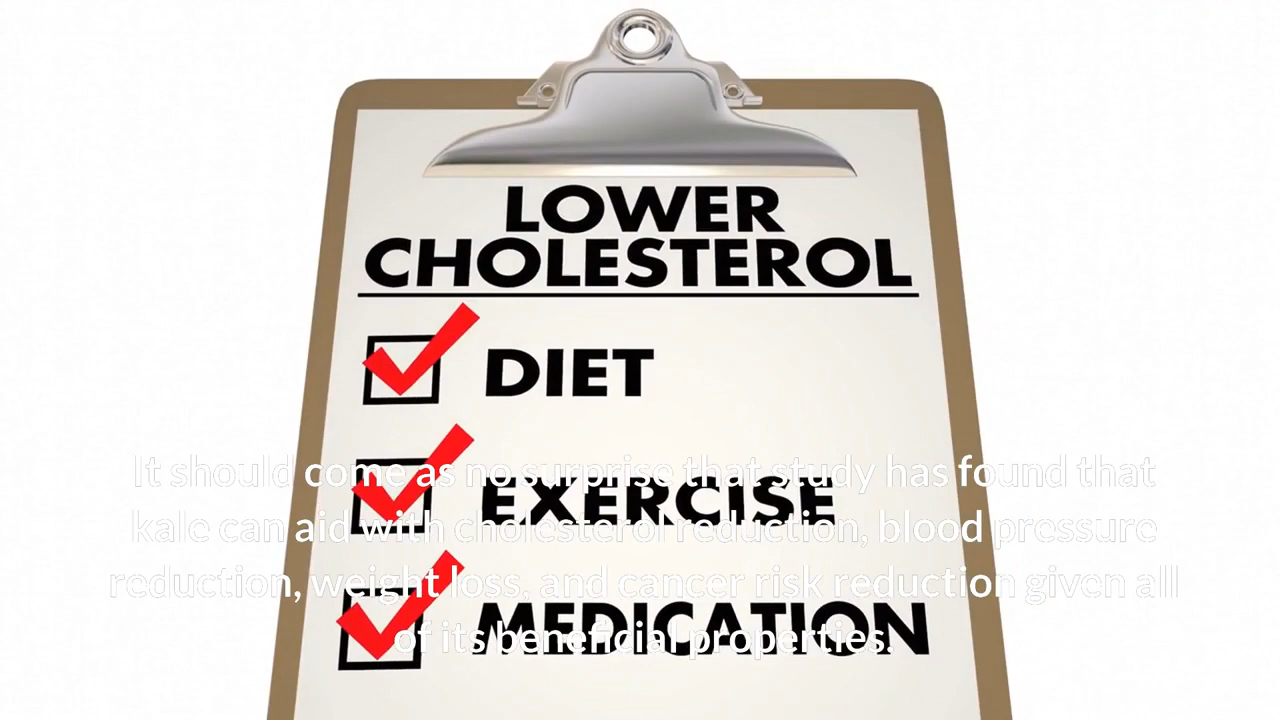 LOWER
CHOLESTEROL
DIET
EXERCISE
MEDICATION
It should come as no surprise that study has found that
kale can aid with cholesterol reduction, blood pressure
reduction, weight loss, and cancer risk reduction given all
of its beneficial properties.